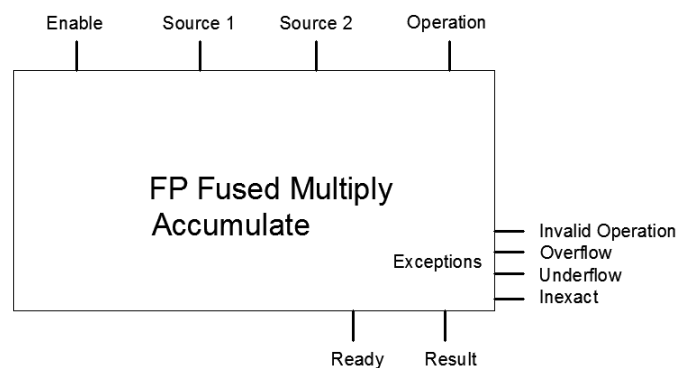 Enable Source 1 Source 2 Operation
FP Fused Multiply
Accumulate
Invalid Operation
Overflow
Exceptions
Underflow
Inexact
Ready Result